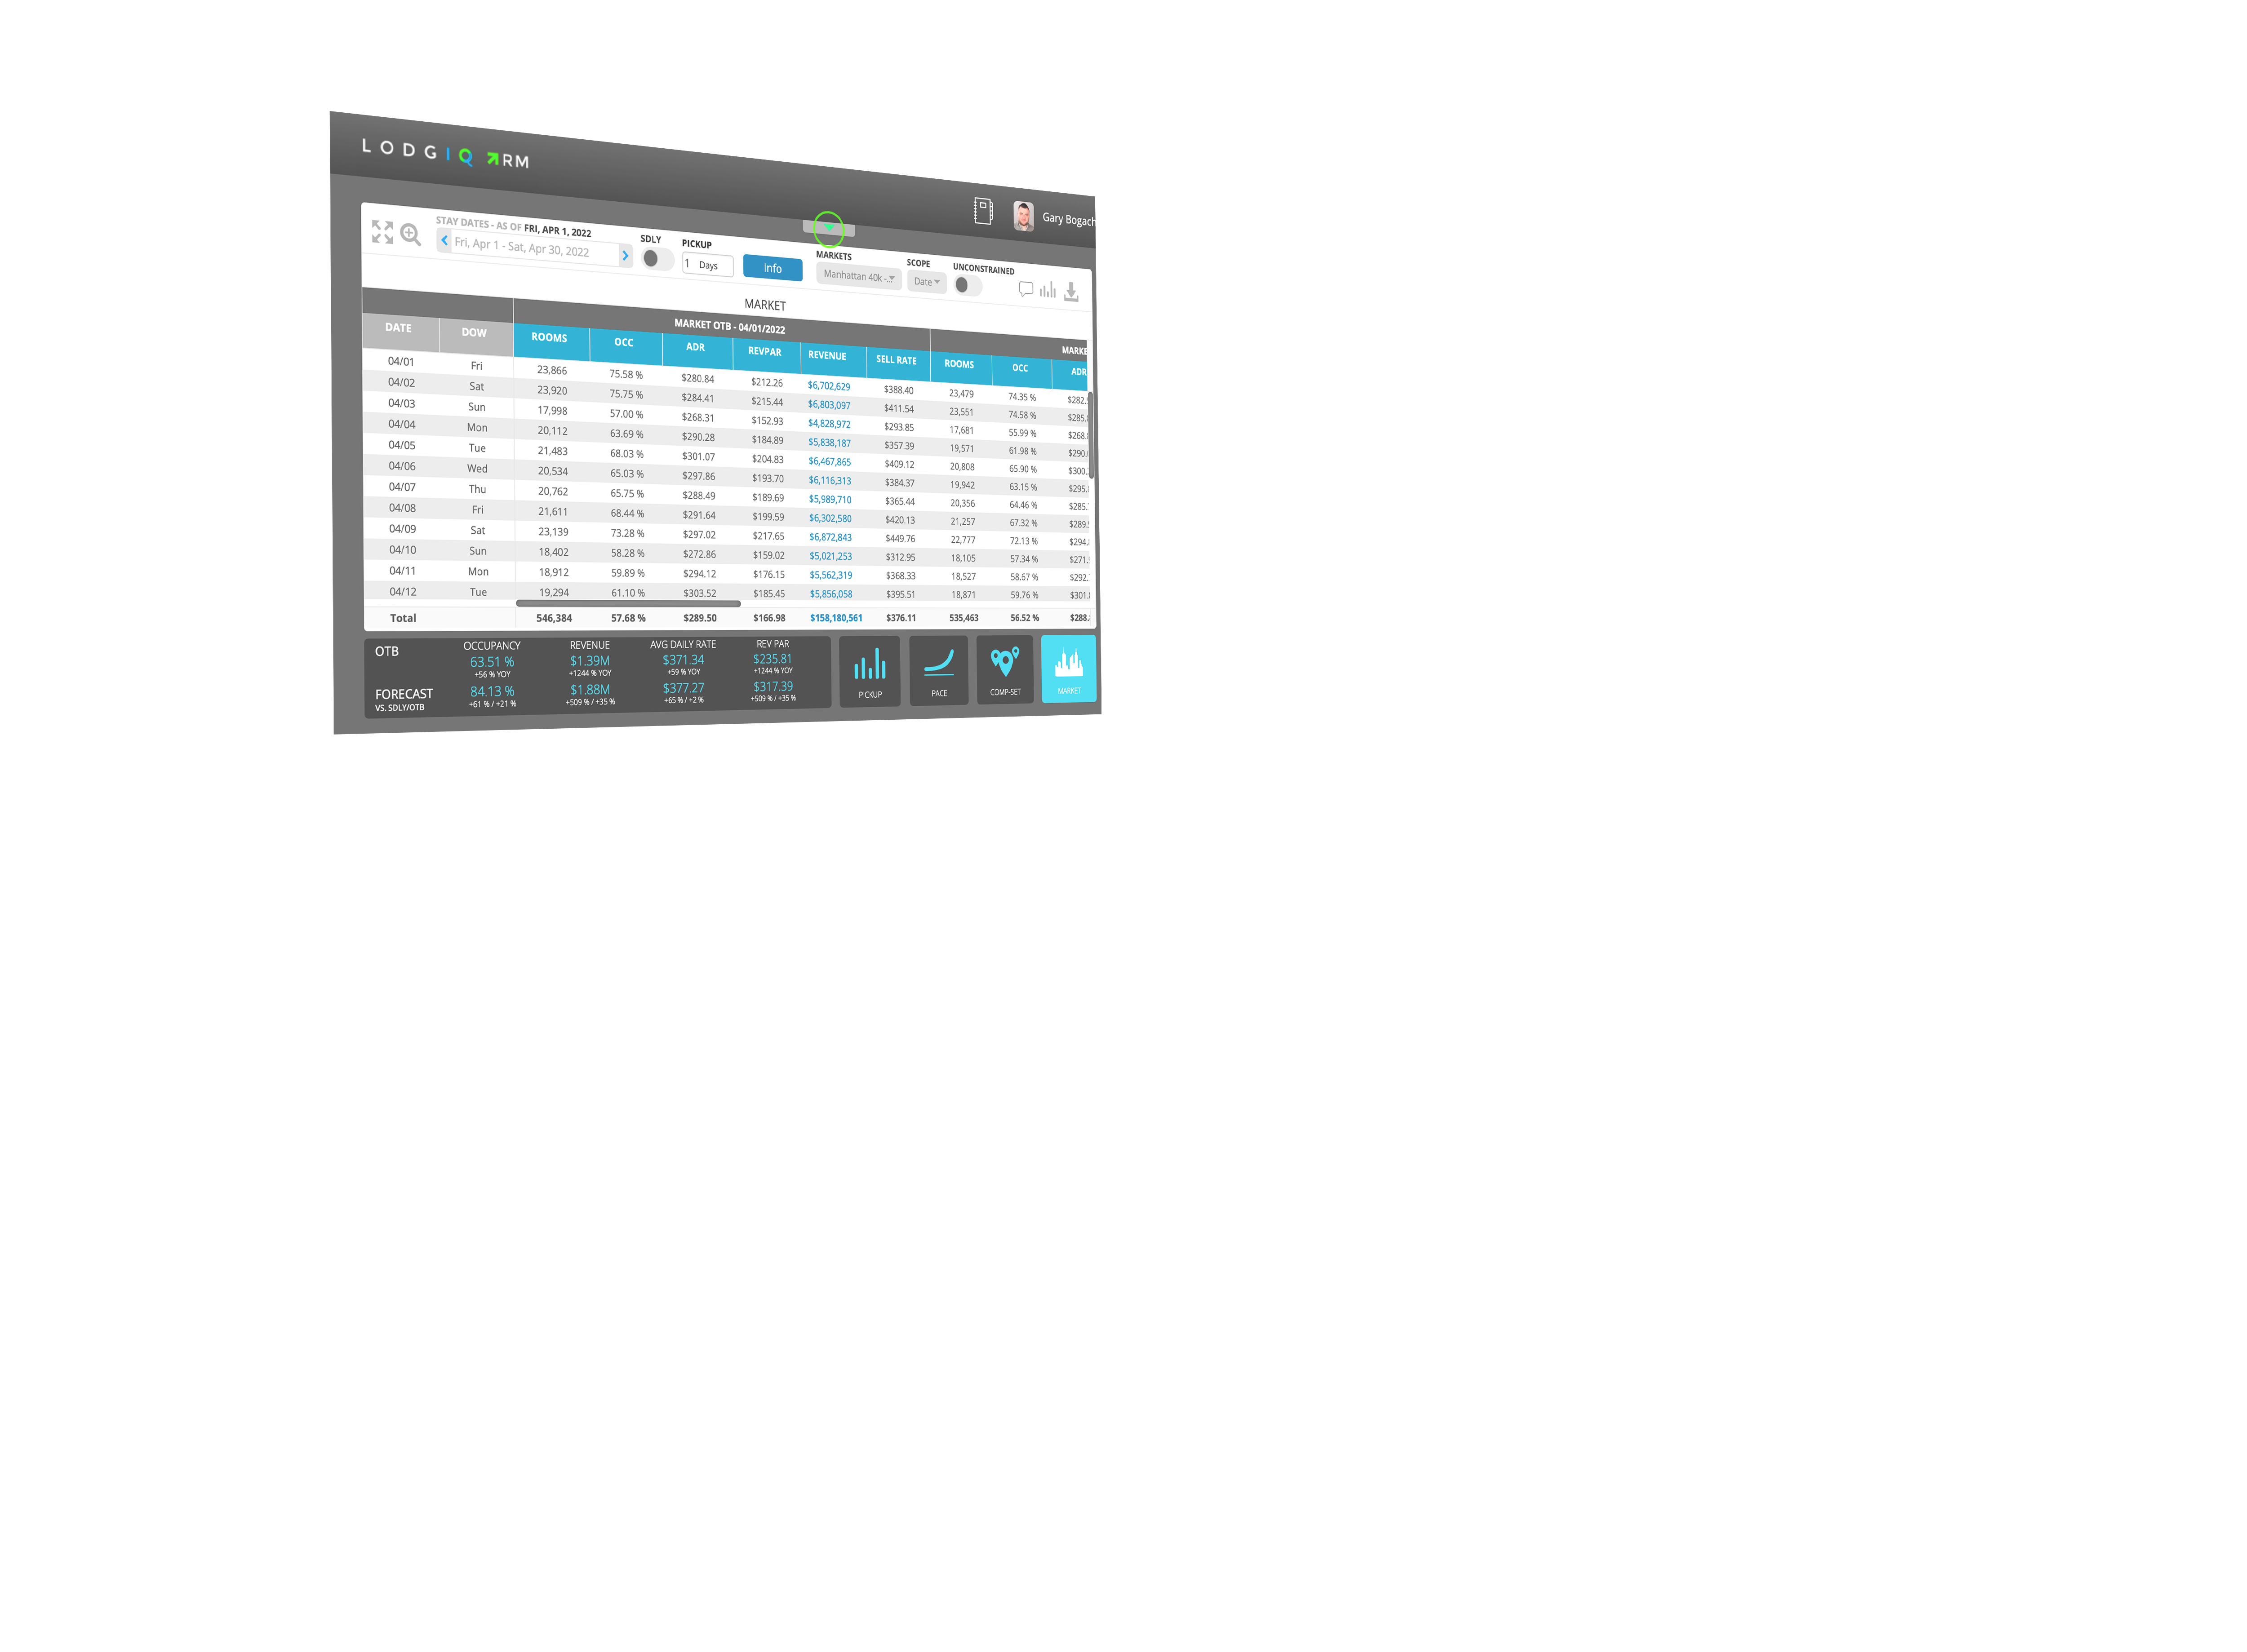 LODGIQ RM
Gary Bogach
STAY DATES - AS OF FRI, APR 1, 2022
Fri, Apr 1 - Sat, Apr 30, 2022
SDLY
PICKUP
1 Days
Info
MARKETS
Manhattan 40k -...
SCOPE
Date
UNCONSTRAINED
MARKET
MARKET OTB - 04/01/2022 MARKE
DATE DOW ROOMS OCC ADR REVPAR REVENUE SELL RATE ROOMS OCC ADR
04/01 Fri 23,866 75.58 % $280.84 $212.26 $6,702,629 $388.40 23,479 74.35 % $282.
04/02 Sat 23,920 75.75 % $284.41 $215.44 $6,803,097 $411.54 23,551 74.58 % $285.
04/03 Sun 17,998 57.00 % $268.31 $152.93 $4,828,972 $293.85 17,681 55.99 % $268.
04/04 Mon 20,112 63.69 % $290.28 $184.89 $5,838,187 $357.39 19,571 61.98 % $290.
04/05 Tue 21,483 68.03 % $301.07 $204.83 $6,467,865 $409.12 20,808 65.90 % $300.
04/06 Wed 20,534 65.03 % $297.86 $193.70 $6,116,313 $384.37 19,942 63.15 % $295.
04/07 Thu 20,762 65.75 % $288.49 $189.69 $5,989,710 $365.44 20,356 64.46 % $285.
04/08 Fri 21,611 68.44 % $291.64 $199.59 $6,302,580 $420.13 21,257 67.32 % $289.
04/09 Sat 23,139 73.28 % $297.02 $217.65 $6,872,843 $449.76 22,777 72.13 % $294.
04/10 Sun 18,402 58.28 % $272.86 $159.02 $5,021,253 $312.95 18,105 57.34 % $271.
04/11 Mon 18,912 59.89 % $294.12 $176.15 $5,562,319 $368.33 18,527 58.67 % $292.
04/12 Tue 19,294 61.10 % $303.52 $185.45 $5,856,058 $395.51 18,871 59.76 % $301.
Total 546,384 57.68 % $289.50 $166.98 $158,180,561 $376.11 535,463 56.52 % $288.
OTB OCCUPANCY REVENUE AVG DAILY RATE REV PAR
63.51 % $1.39M $371.34 $235.81
+56 % YOY +1244 % YOY +59 % YOY +1244 % YOY
FORECAST 84.13 % $1.88M $377.27 $317.39
VS. SDLY/OTB +61 % / +21 % +509 % / +35 % +65 % / +2 % +509 % / +35 %
PICKUP PACE COMP-SET MARKET